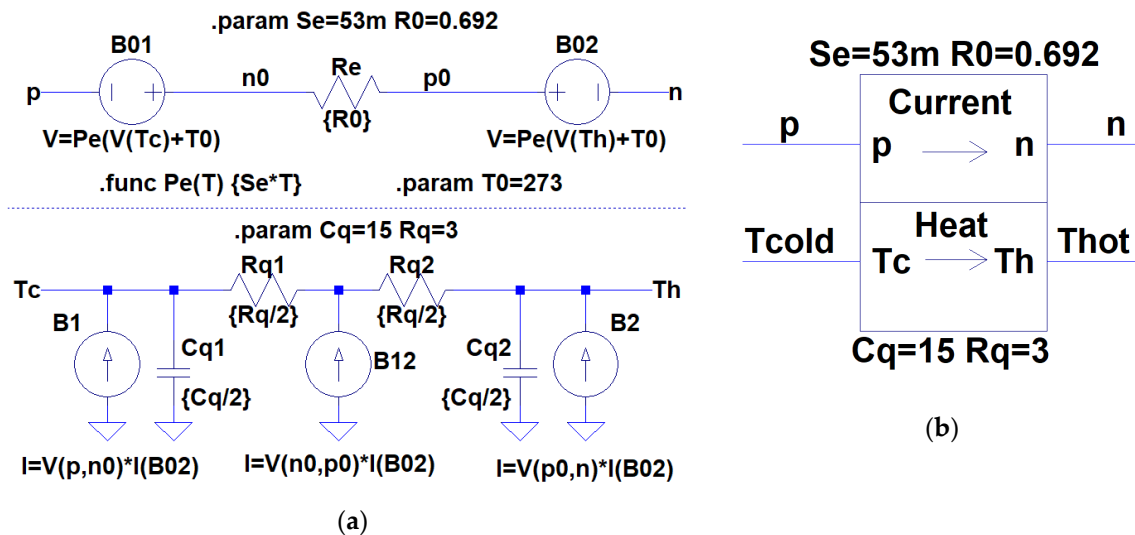 .param Se=53m R0=0.692
B01
B02
Re
n0
p0
p
n
{R0}
V=Pe(V(Tc)+T0)
V=Pe(V(Th)+T0)
.func Pe(T) {Se*T}
.param T0=273
.param Cq=15 Rq=3
Rq1
Rq2
Tc
Th
{Rq/2}
{Rq/2}
B1
B2
Cq1
B12
Cq2
{Cq/2}
{Cq/2}
I=V(p,n0)*I(B02)
I=V(n0,p0)*I(B02)
I=V(p0,n)*I(B02)
(a)
Se=53m R0=0.692
Current
p
n
p
n
Heat
Tcold
Thot
Tc
Th
Cq=15 Rq=3
(b)